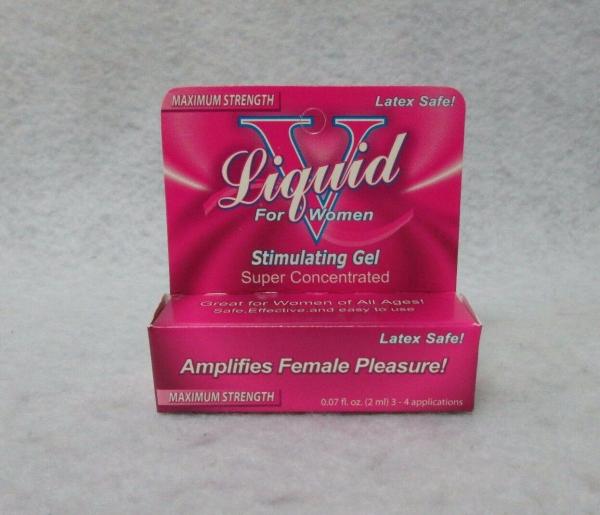 MAXIMUM STRENGTH
Latex Safe!
V
Liquid
For Women
Stimulating Gel
Super Concentrated
Great for Women of All Ages!
Safe,Effective,and easy to use
Latex Safe!
Amplifies Female Pleasure!
MAXIMUM STRENGTH
0.07 fl. oz. (2 ml) 3 - 4 applications